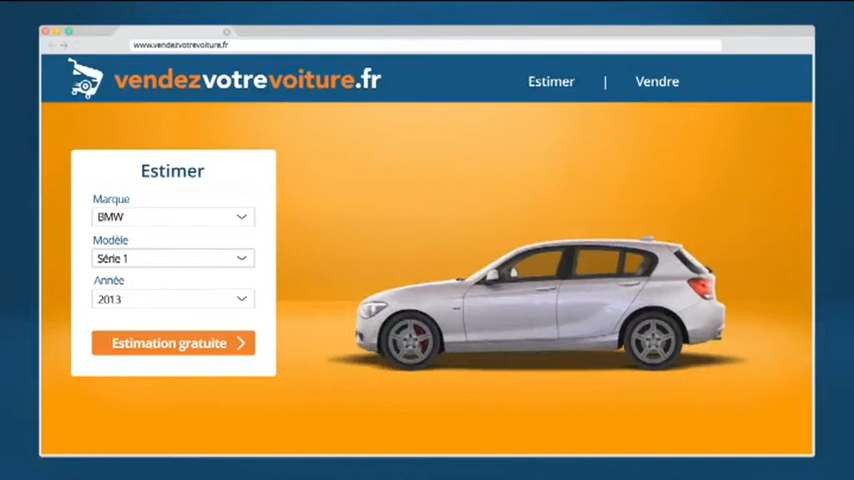 www.vendezvotrevoiture.fr
vendezvotrevoiture.fr
Estimer | Vendre
Estimer
Marque
BMW
Modèle
Série 1
Année
2013
Estimation gratuite